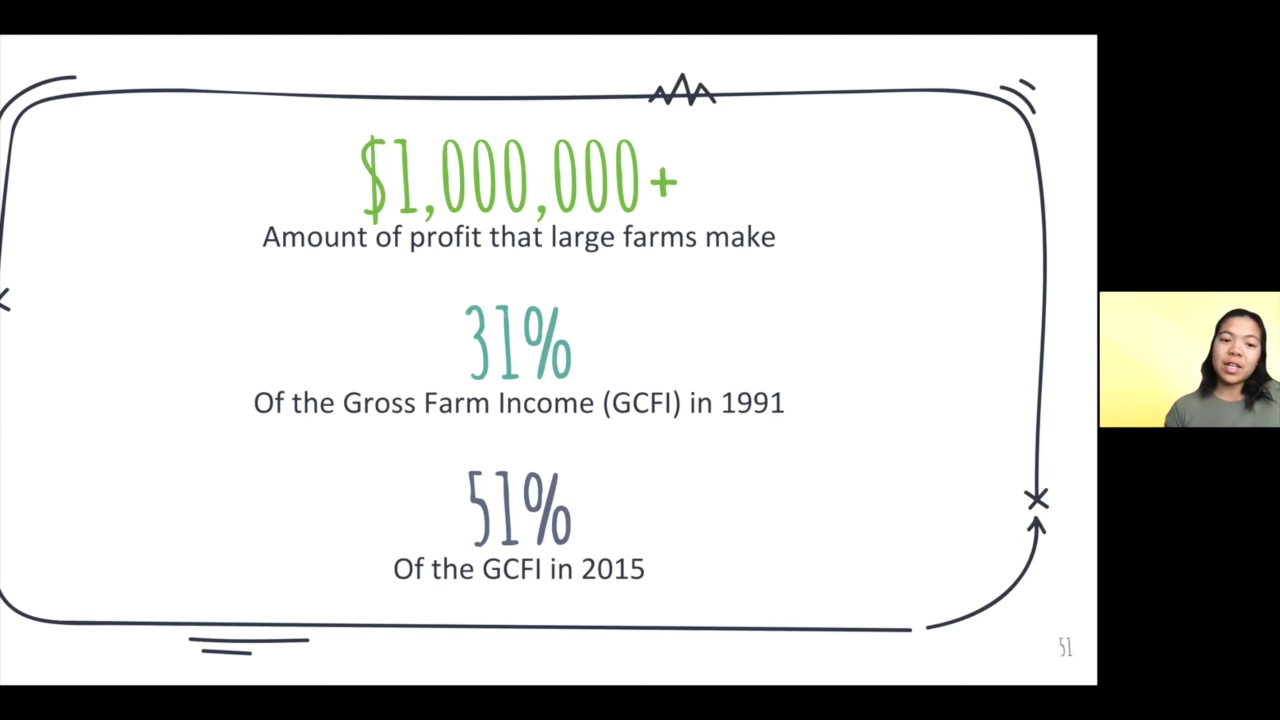 $1,000,000+
Amount of profit that large farms make
31%
Of the Gross Farm Income (GCFI) in 1991
51%
Of the GCFI in 2015
51